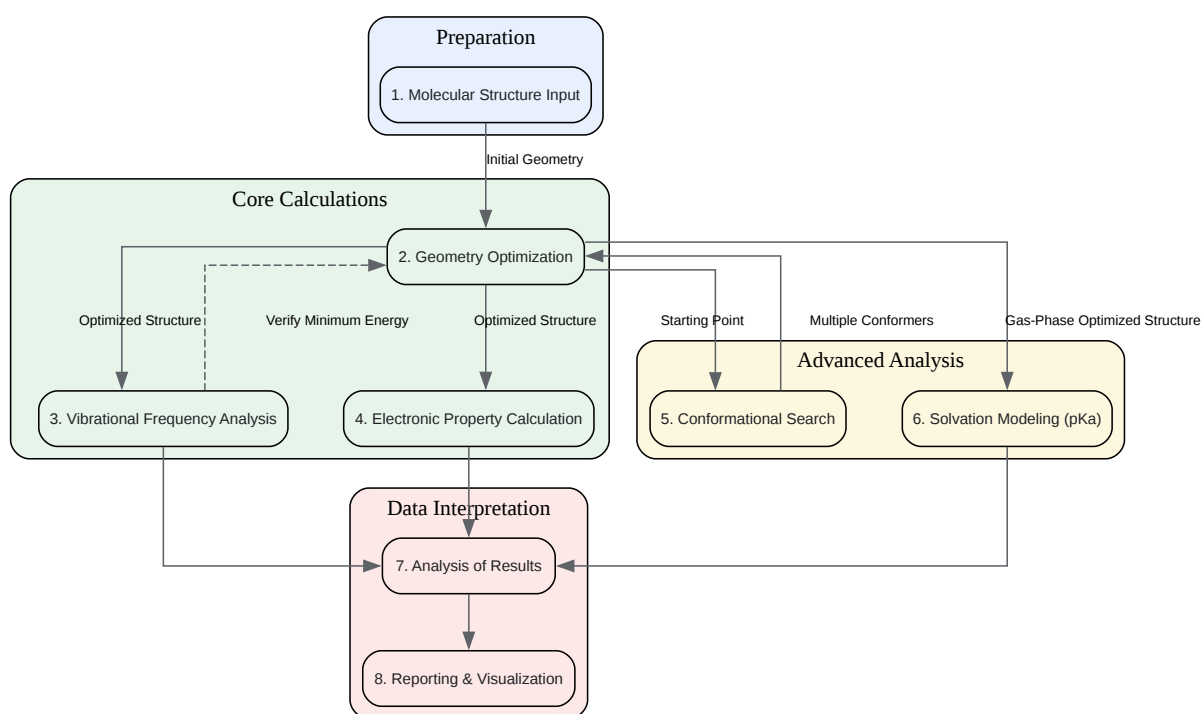 Preparation
1. Molecular Structure Input
Initial Geometry
Core Calculations
2. Geometry Optimization
Optimized Structure
Verify Minimum Energy
Optimized Structure
Starting Point
Multiple Conformers
Gas-Phase Optimized Structure
Advanced Analysis
3. Vibrational Frequency Analysis
4. Electronic Property Calculation
5. Conformational Search
6. Solvation Modeling (pKa)
Data Interpretation
7. Analysis of Results
8. Reporting & Visualization